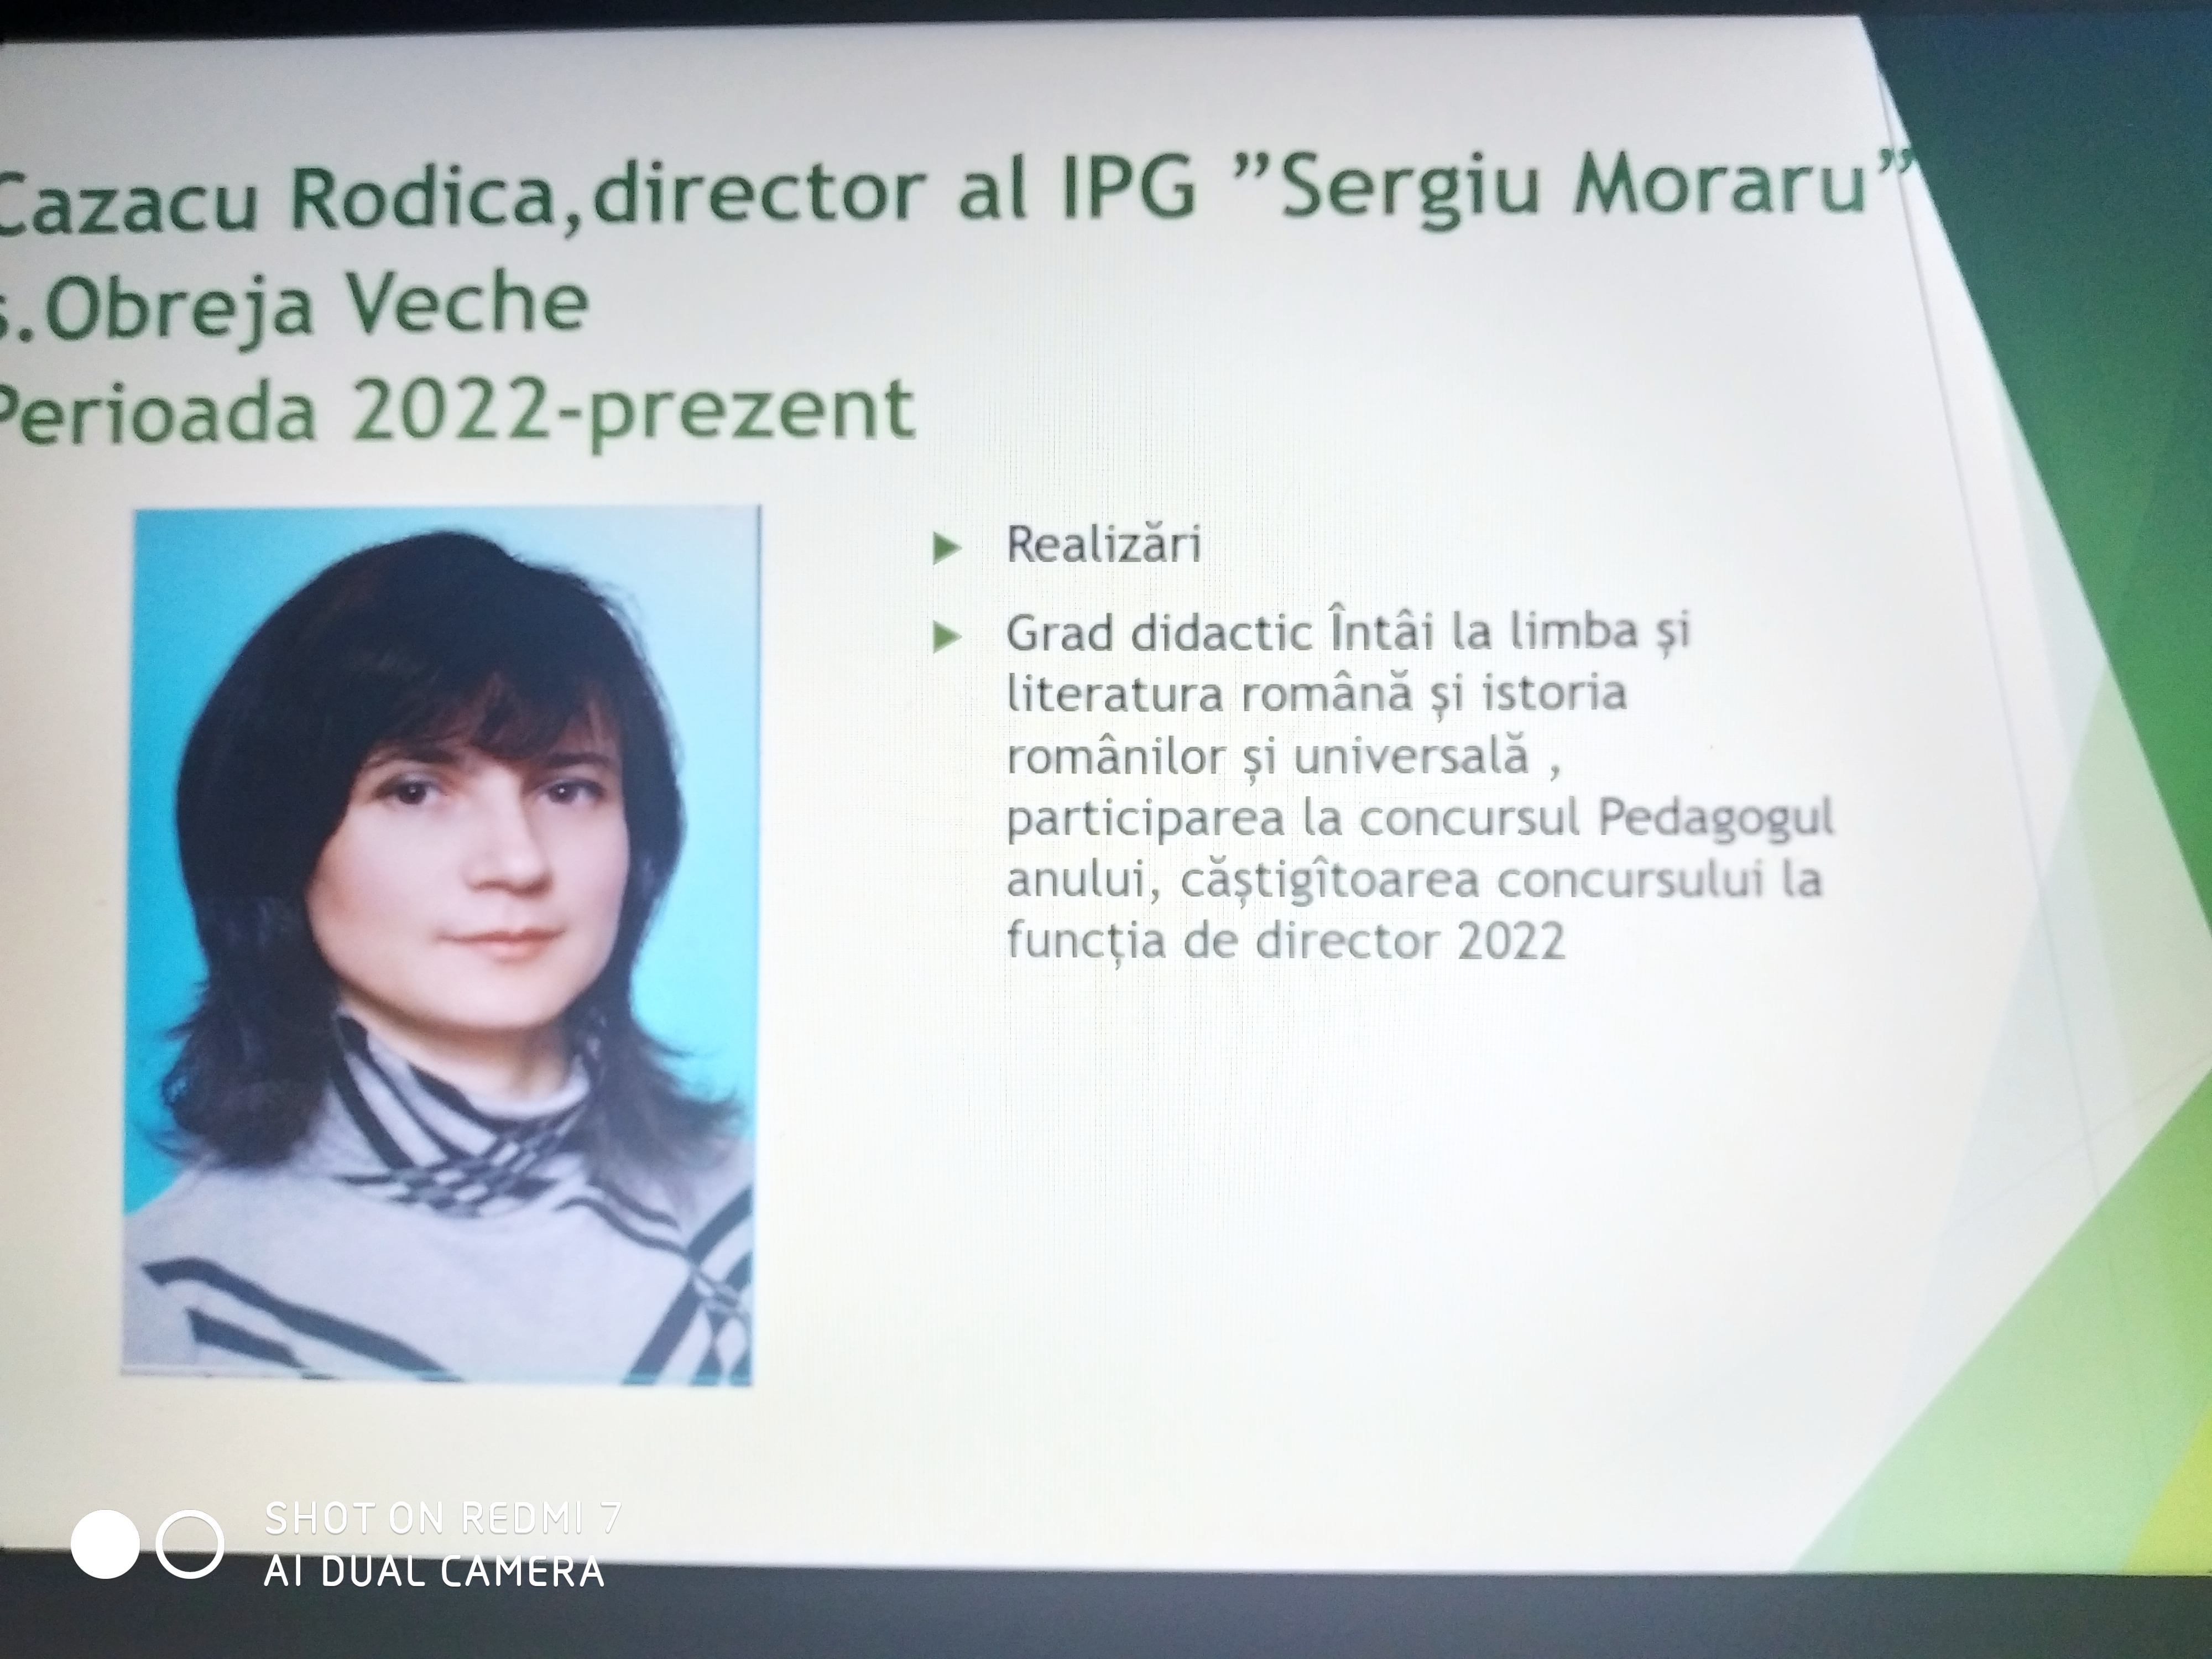 Cazacu Rodica,director al IPG ”Sergiu Moraru”
s.Obreja Veche
Perioada 2022-prezent
Realizări
Grad didactic Întâi la limba și
literatura română și istoria
românilor și universală ,
participarea la concursul Pedagogul
anului, căștigîtoarea concursului la
funcția de director 2022
SHOT ON REDMI 7
AI DUAL CAMERA